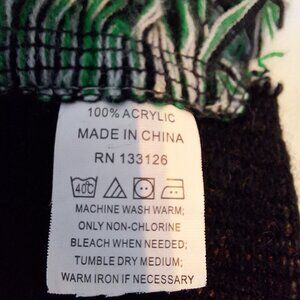 100% ACRYLIC
MADE IN CHINA
RN 133126
40C
MACHINE WASH WARM;
ONLY NON-CHLORINE
BLEACH WHEN NEEDED;
TUMBLE DRY MEDIUM;
WARM IRON IF NECESSARY